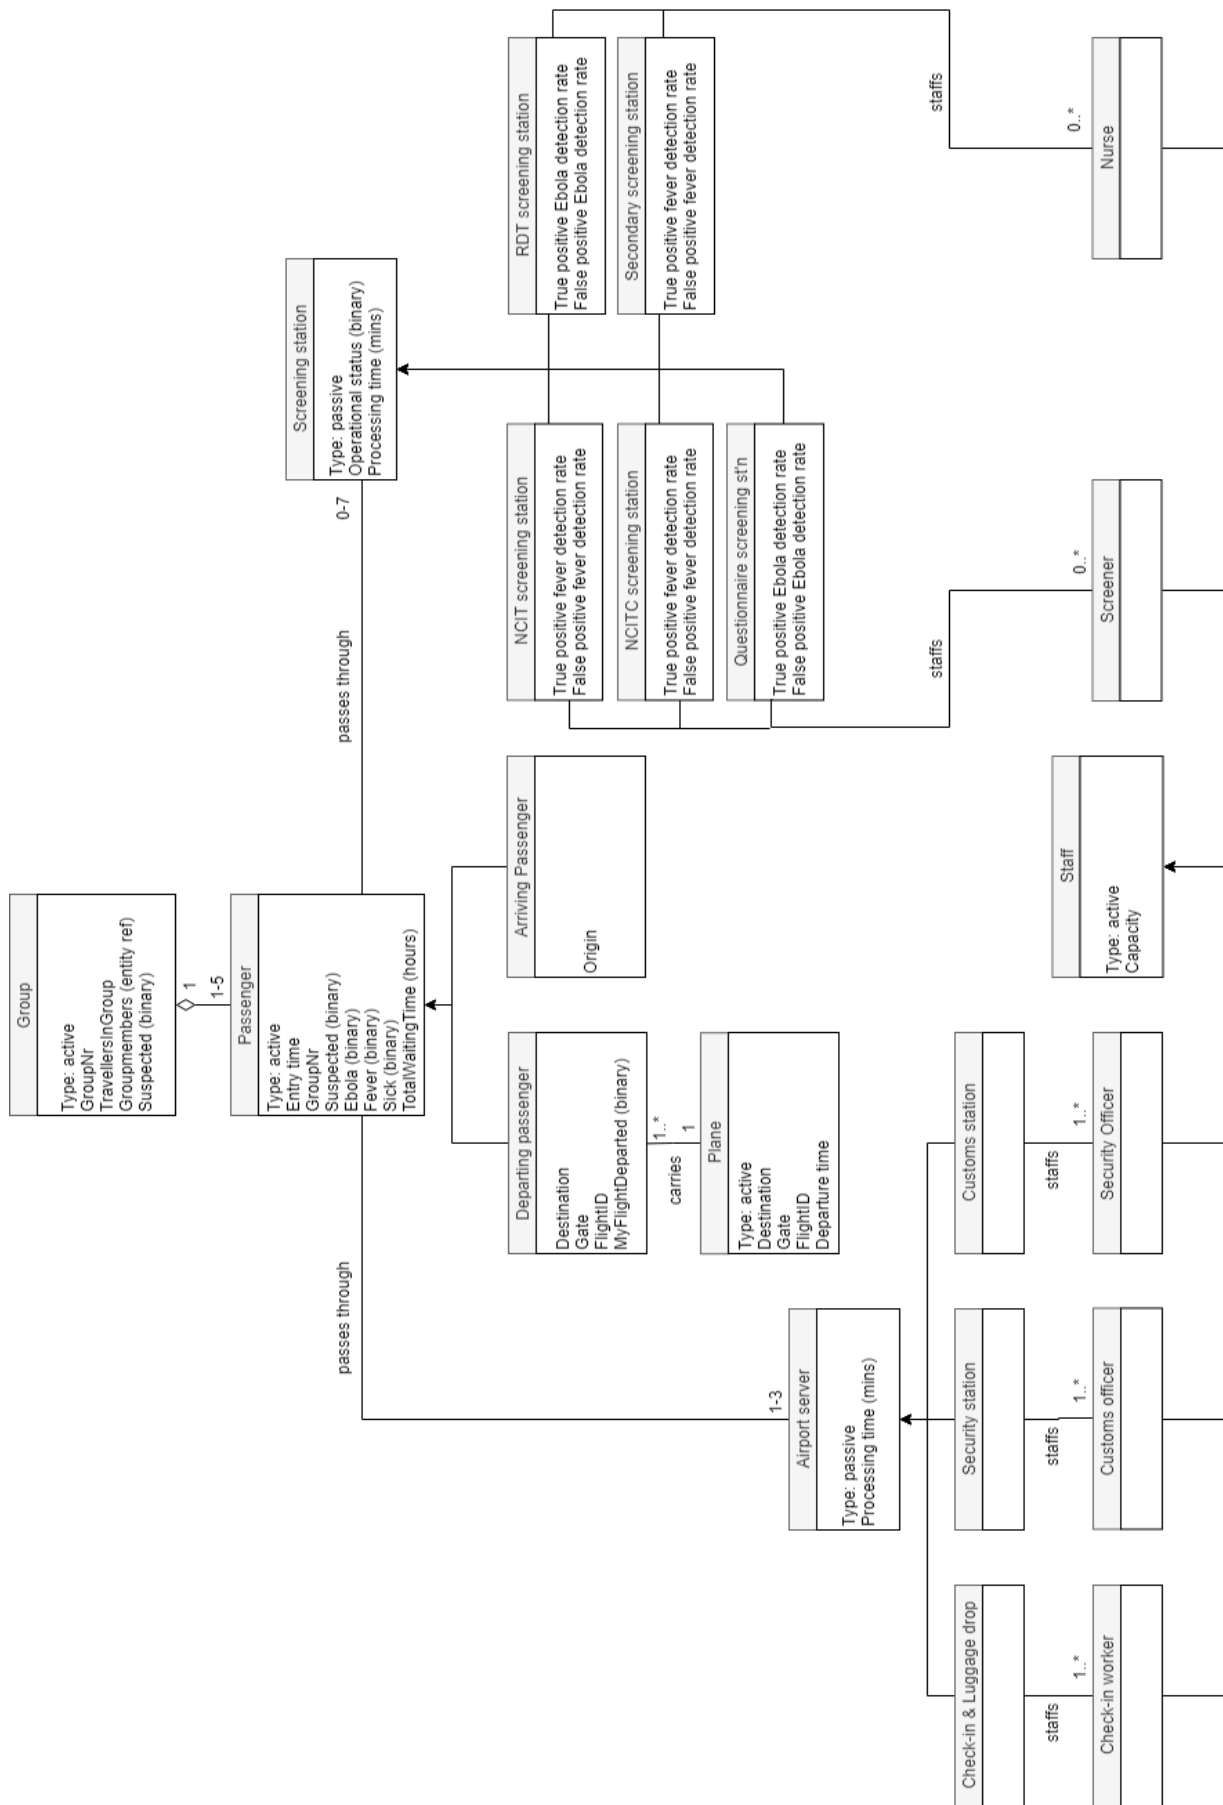 Group
Type: active
GroupNr
TravellersInGroup
Groupmembers (entity ref)
Suspected (binary)
1
1-5
Passenger
Type: active
Entry time
GroupNr
Suspected (binary)
Ebola (binary)
Fever (binary)
Sick (binary)
TotalWaitingTime (hours)
passes through
1-3
passes through
0-7
Screening station
Type: passive
Operational status (binary)
Processing time (mins)
Departing passenger
Destination
Gate
FlightID
MyFlightDeparted (binary)
1..*
carries
1
Plane
Type: active
Destination
Gate
FlightID
Departure time
Arriving Passenger
Origin
NCIT screening station
True positive fever detection rate
False positive fever detection rate
NCITC screening station
True positive fever detection rate
False positive fever detection rate
Questionnaire screening st'n
True positive Ebola detection rate
False positive Ebola detection rate
RDT screening station
True positive Ebola detection rate
False positive Ebola detection rate
Secondary screening station
True positive fever detection rate
False positive fever detection rate
Airport server
Type: passive
Processing time (mins)
Check-in & Luggage drop
Security station
Customs station
staffs
1..*
staffs
1..*
staffs
1..*
staffs
0..*
staffs
0..*
Check-in worker
Customs officer
Security Officer
Staff
Type: active
Capacity
Screener
Nurse